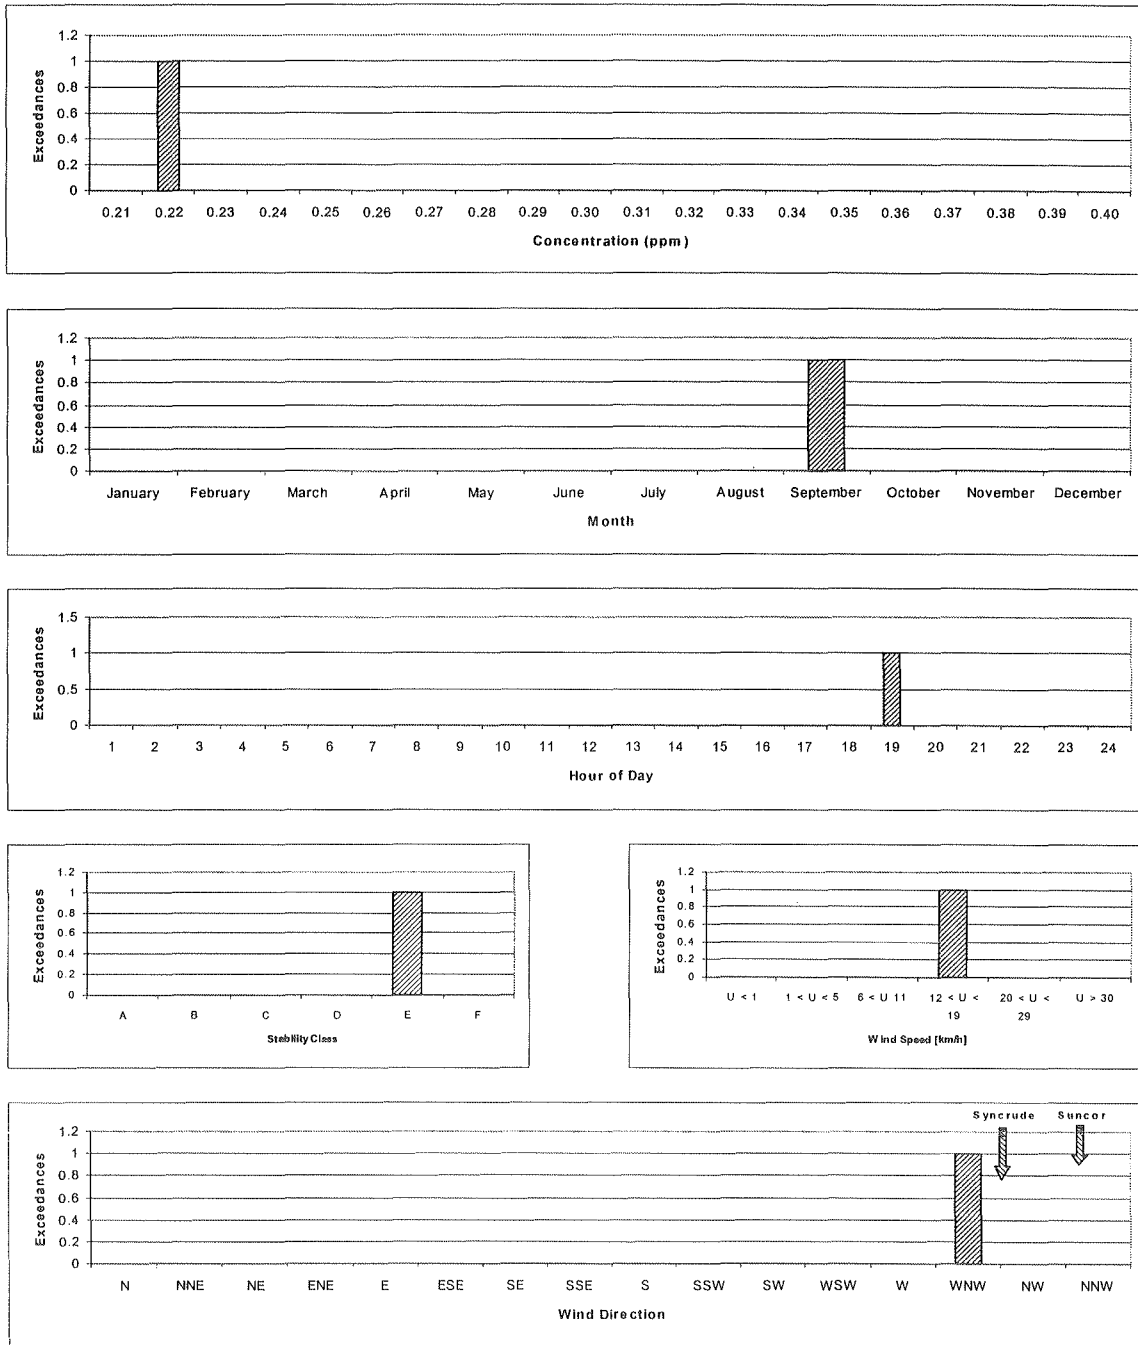 1.2
1
0.8
0.6
0.4
0.2
0
Exceedances
0.21 0.22 0.23 0.24 0.25 0.26 0.27 0.28 0.29 0.30 0.31 0.32 0.33 0.34 0.35 0.36 0.37 0.38 0.39 0.40
Concentration (ppm)
1.2
1
0.8
0.6
0.4
0.2
0
Exceedances
January February March April May June July August September October November December
Month
1.5
1
0.5
0
Exceedances
1 2 3 4 5 6 7 8 9 10 11 12 13 14 15 16 17 18 19 20 21 22 23 24
Hour of Day
1.2
1
0.8
0.6
0.4
0.2
0
Exceedances
A B C D E F
Stability Class
1.2
1
0.8
0.6
0.4
0.2
0
Exceedances
U < 1 1 < U < 5 6 < U 11 12 < U < 20 < U < U > 30
19 29
Wind Speed [km/h]
Syncrude Suncor
1.2
1
0.8
0.6
0.4
0.2
0
Exceedances
N NNE NE ENE E ESE SE SSE S SSW SW WSW W WNW NW NNW
Wind Direction